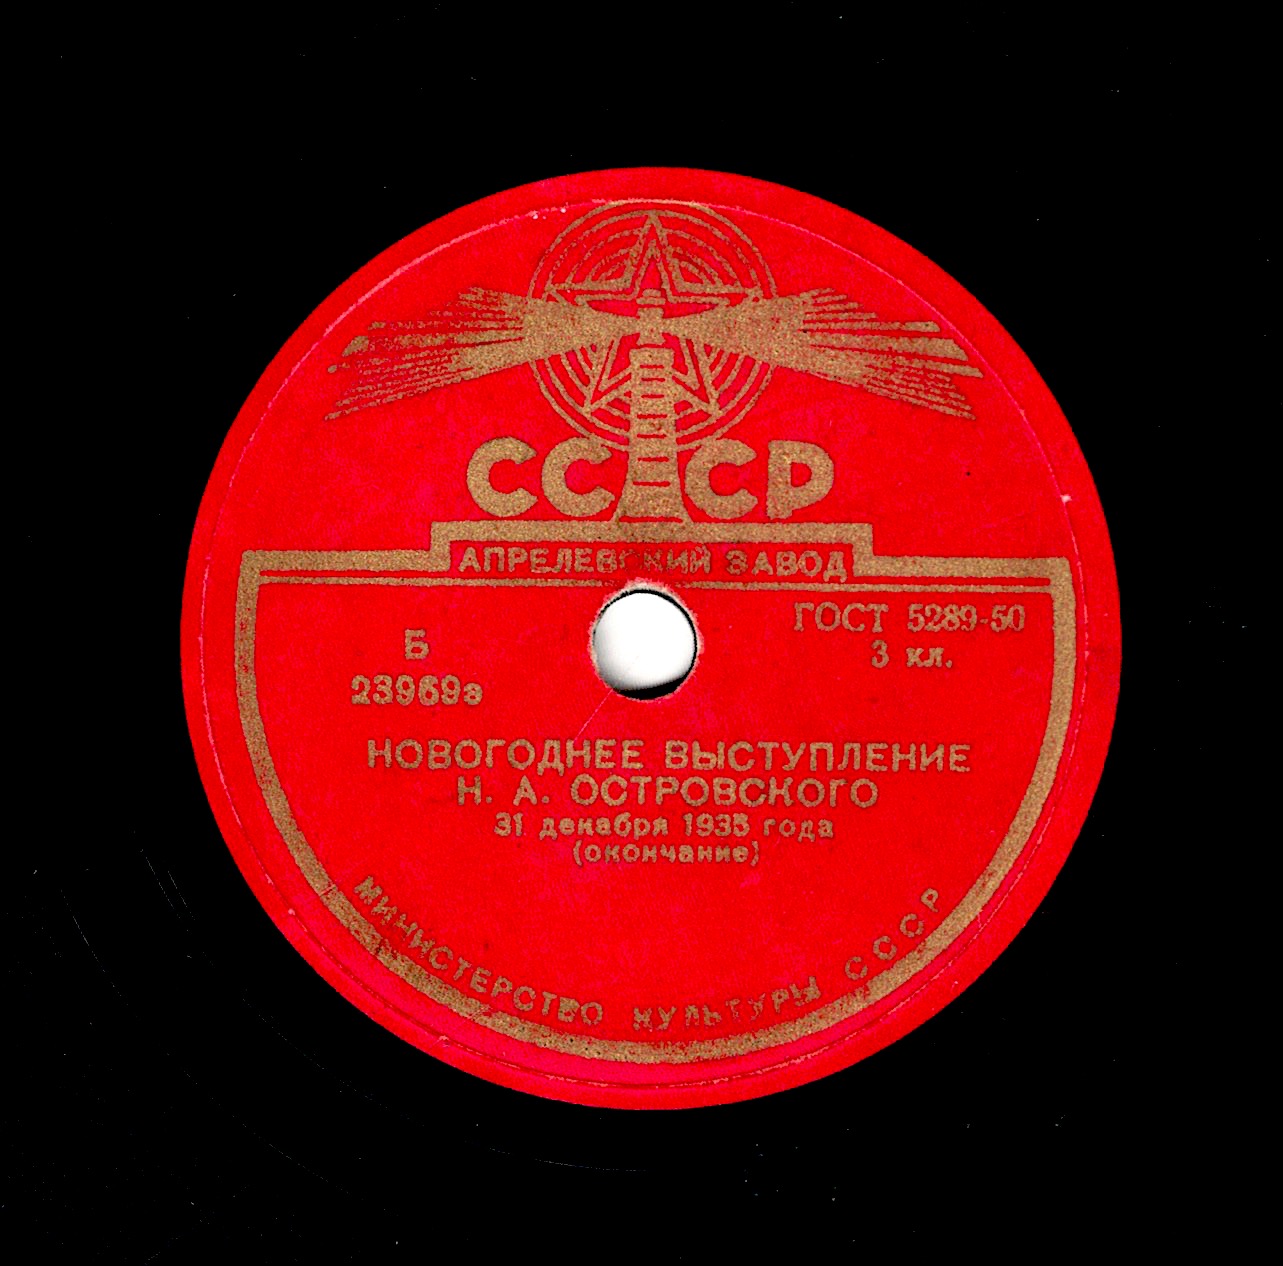 СССР
АПРЕЛЕВСКИЙ ЗАВОД
ГОСТ 5289-50
3 кл.
Б
23969
НОВОГОДНЕЕ ВЫСТУПЛЕНИЕ
Н. А. ОСТРОВСКОГО
31 декабря 1935 года
(окончание)
МИНИСТЕРСТВО КУЛЬТУРЫ СССР